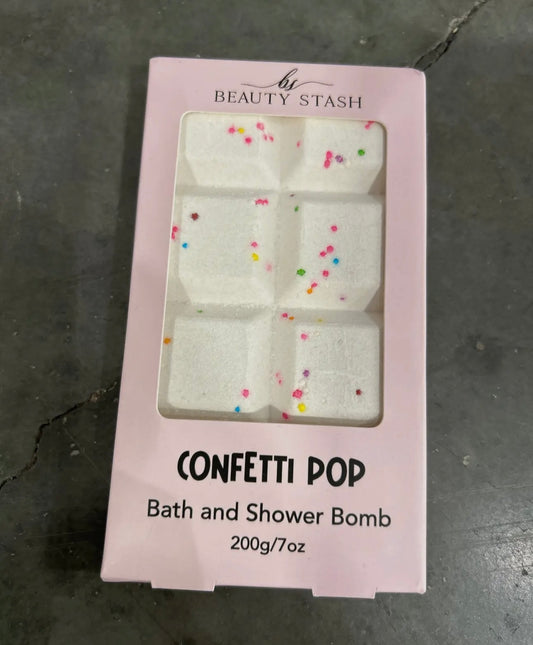 bs
BEAUTY STASH
CONFETTI POP
Bath and Shower Bomb
200g/7oz